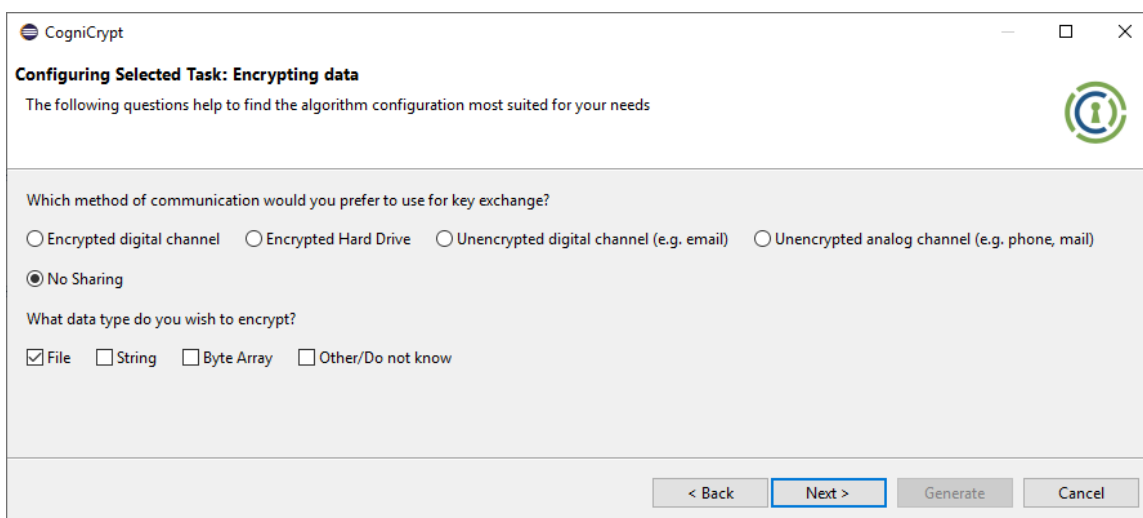 CogniCrypt
Configuring Selected Task: Encrypting data
The following questions help to find the algorithm configuration most suited for your needs
Which method of communication would you prefer to use for key exchange?
Encrypted digital channel Encrypted Hard Drive Unencrypted digital channel (e.g. email) Unencrypted analog channel (e.g. phone, mail)
No Sharing
What data type do you wish to encrypt?
File String Byte Array Other/Do not know
< Back Next > Generate Cancel